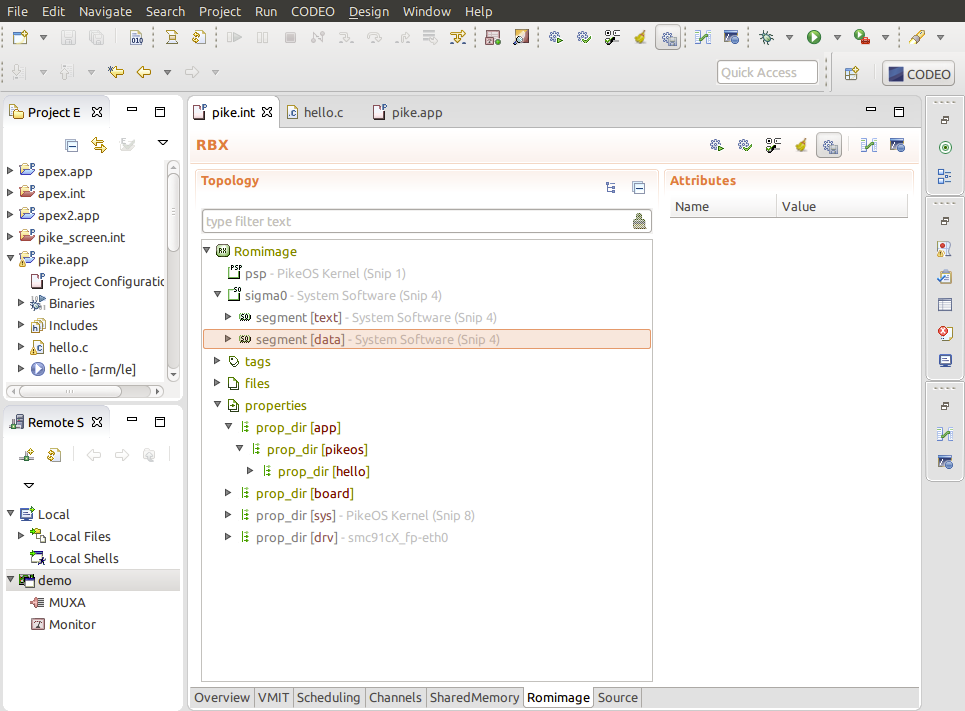 File Edit Navigate Search Project Run CODEO Design Window Help
010
Quick Access
CODEO
Project E
apex.app
apex.int
apex2.app
pike_screen.int
pike.app
Project Configuratic
Binaries
Includes
hello.c
hello - [arm/le]
Remote S
Local
Local Files
Local Shells
demo
MUXA
Monitor
pike.int hello.c pike.app
RBX
Topology
type filter text
Romimage
psp - PikeOS Kernel (Snip 1)
sigma0 - System Software (Snip 4)
segment [text] - System Software (Snip 4)
segment [data] - System Software (Snip 4)
tags
files
properties
prop_dir [app]
prop_dir [pikeos]
prop_dir [hello]
prop_dir [board]
prop_dir [sys] - PikeOS Kernel (Snip 8)
prop_dir [drv] - smc91cX_fp-eth0
Attributes
Name Value
Overview VMIT Scheduling Channels SharedMemory Romimage Source